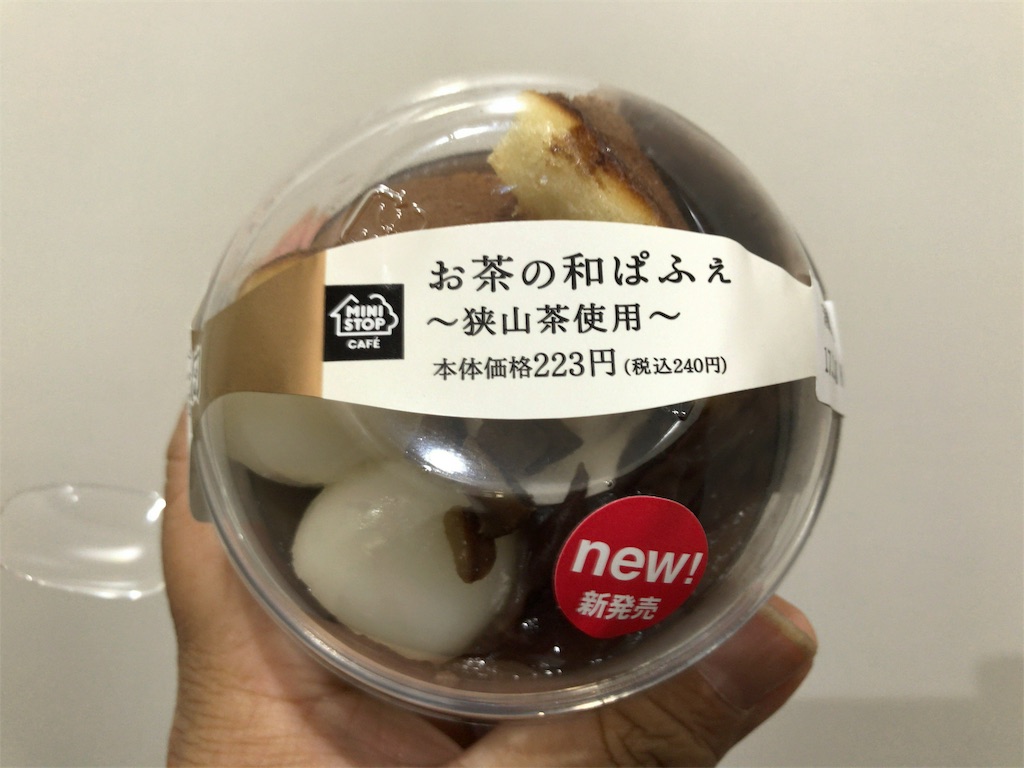 お茶の和ぱふぇ
～狭山茶使用～
本体価格223円(税込240円)
MINI
STOP
CAFÉ
new!
新発売